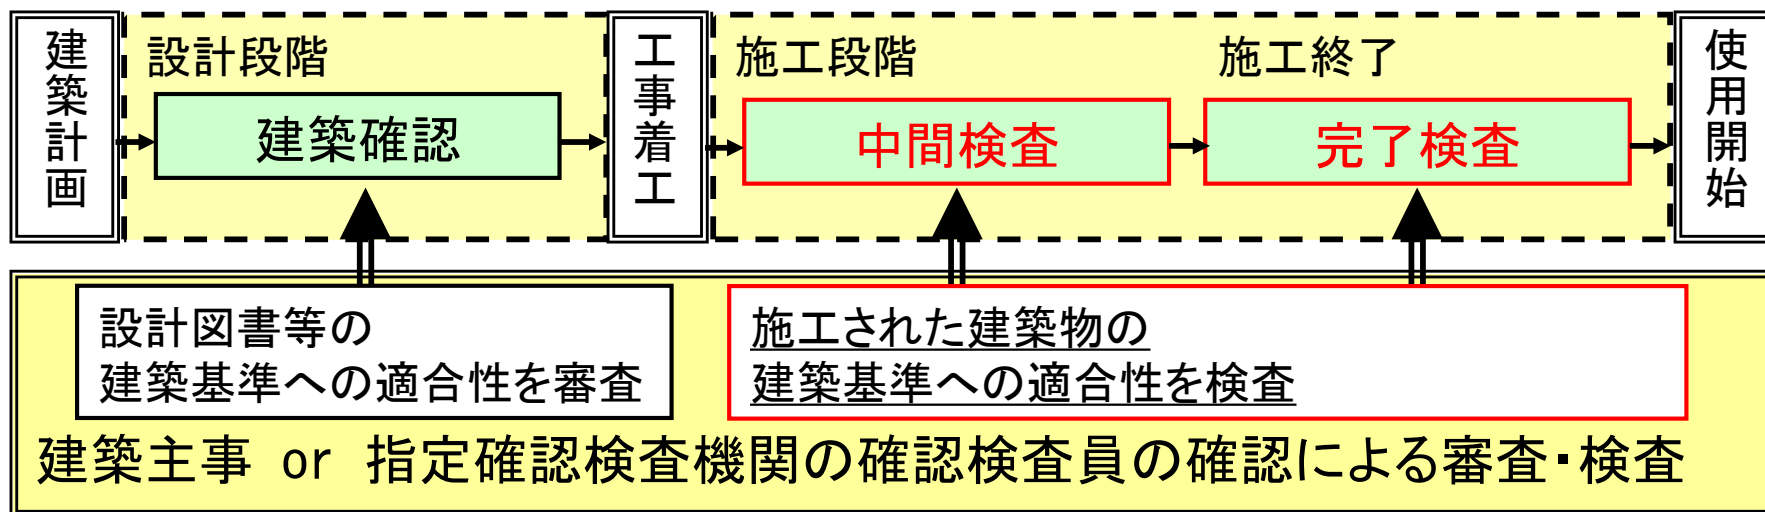 建築計画
設計段階
建築確認
工事着工
施工段階
施工終了
中間検査
完了検査
使用開始
設計図書等の
建築基準への適合性を審査
施工された建築物の
建築基準への適合性を検査
建築主事 or 指定確認検査機関の確認検査員の確認による審査・検査